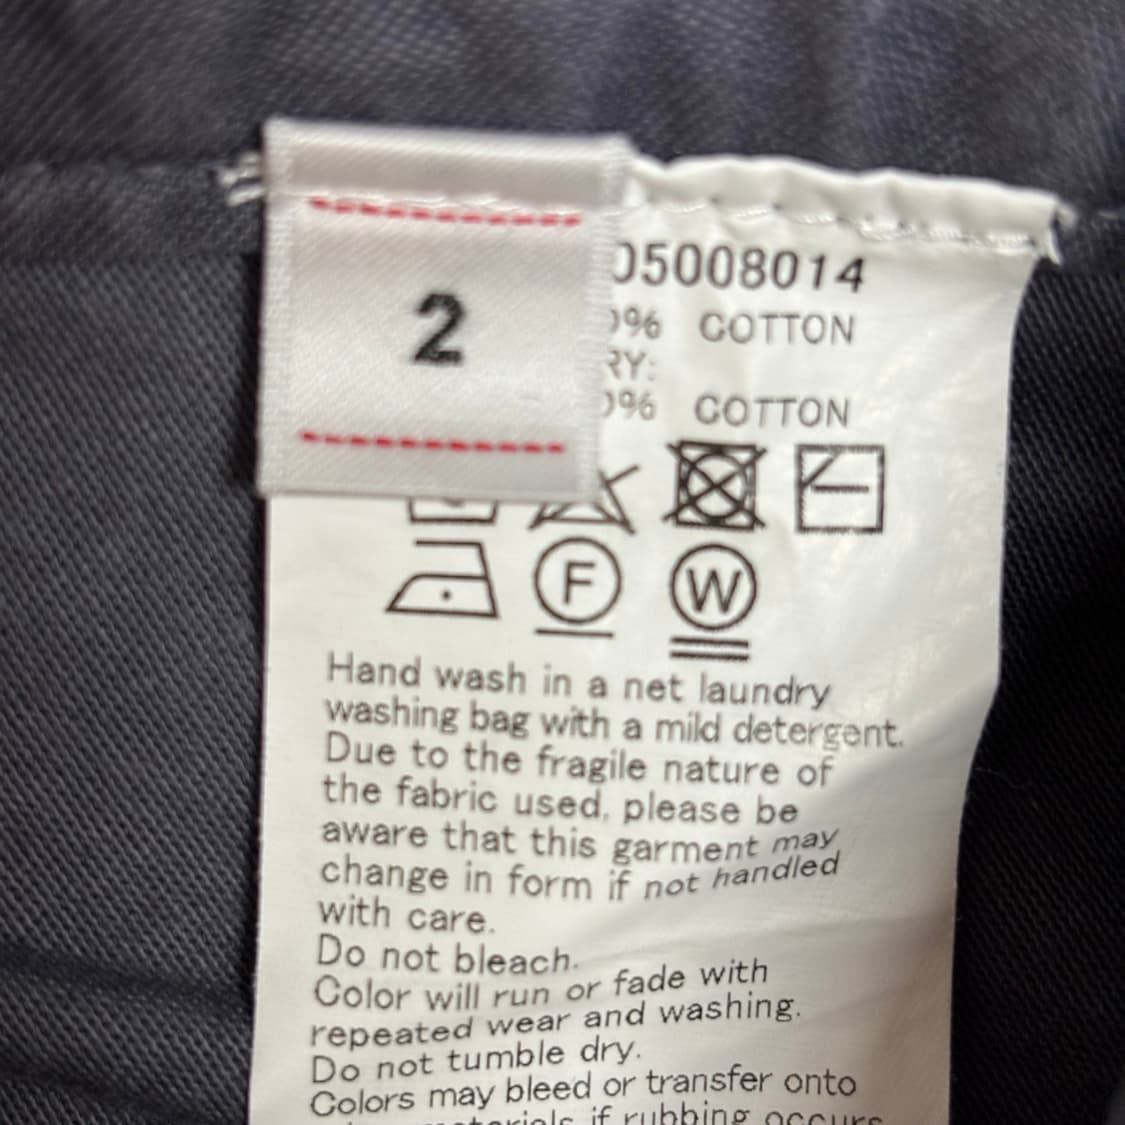 2
05008014
0% COTTON
RY:
0% COTTON
F
W
Hand wash in a net laundry
washing bag with a mild detergent.
Due to the fragile nature of
the fabric used, please be
aware that this garment may
change in form if not handled
with care.
Do not bleach.
Color will run or fade with
repeated wear and washing.
Do not tumble dry.
Colors may bleed or transfer onto
if rubbing occurs